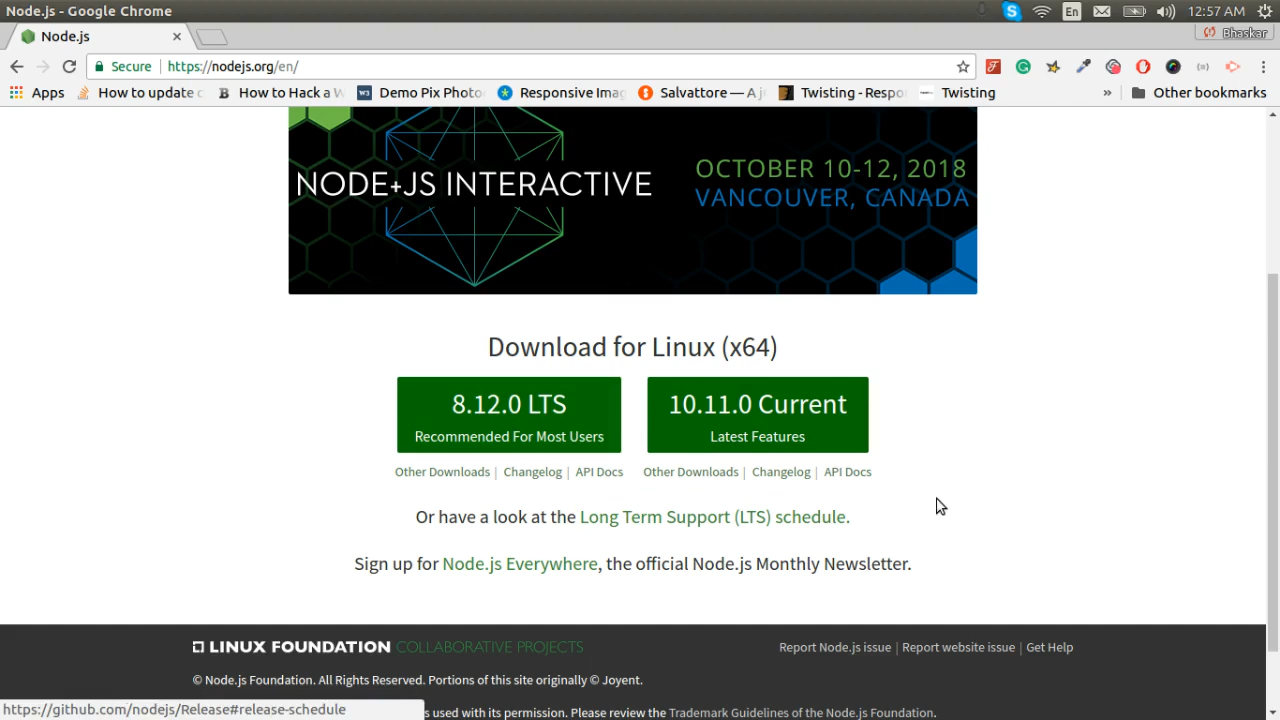 Node.js - Google Chrome
En
12:57 AM
Node.js
Bhaskar
Secure
https://nodejs.org/en/
Apps
How to update c
B How to Hack a W
W3 Demo Pix Photo
Responsive Imag
Salvattore — A j
Twisting - Respo
Twisting
»
Other bookmarks
NODE+JS INTERACTIVE
OCTOBER 10-12, 2018
VANCOUVER, CANADA
Download for Linux (x64)
8.12.0 LTS
Recommended For Most Users
10.11.0 Current
Latest Features
Other Downloads | Changelog | API Docs
Other Downloads | Changelog | API Docs
Or have a look at the Long Term Support (LTS) schedule.
Sign up for Node.js Everywhere, the official Node.js Monthly Newsletter.
LINUX FOUNDATION COLLABORATIVE PROJECTS
Report Node.js issue | Report website issue | Get Help
© Node.js Foundation. All Rights Reserved. Portions of this site originally © Joyent.
https://github.com/nodejs/Release#release-schedule
s used with its permission. Please review the Trademark Guidelines of the Node.js Foundation.